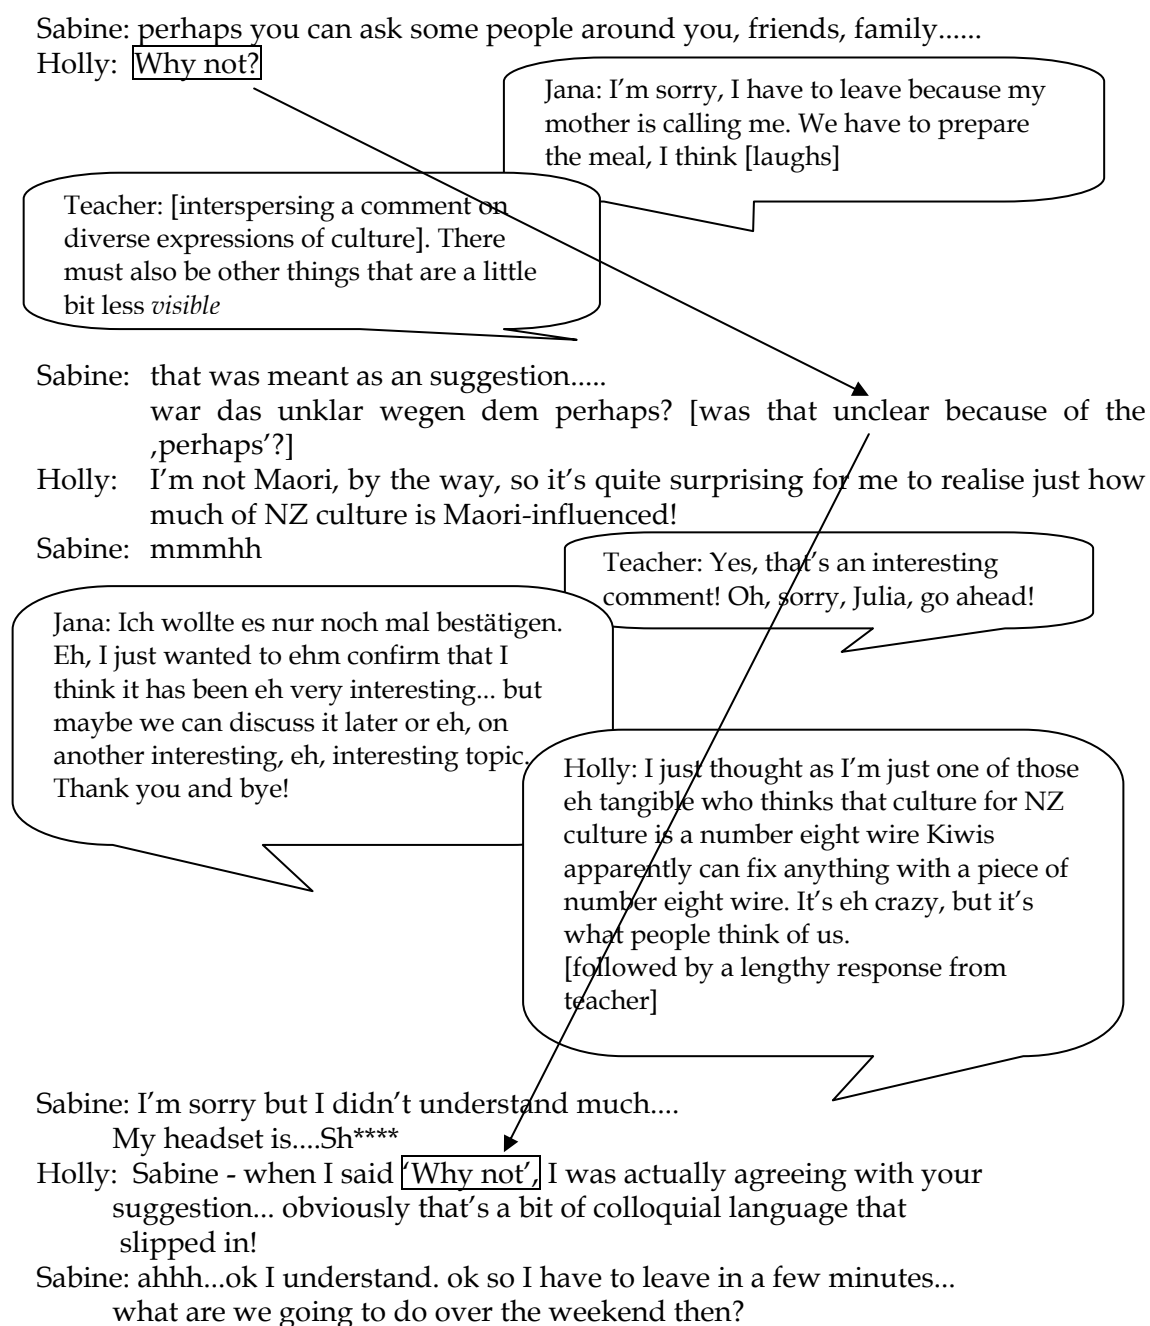 Sabine: perhaps you can ask some people around you, friends, family......
Holly: Why not?
Jana: I'm sorry, I have to leave because my
mother is calling me. We have to prepare
the meal, I think [laughs]
Teacher: [interspersing a comment on
diverse expressions of culture]. There
must also be other things that are a little
bit less visible
Sabine: that was meant as an suggestion.....
war das unklar wegen dem perhaps? [was that unclear because of the
‚perhaps'?]
Holly: I'm not Maori, by the way, so it's quite surprising for me to realise just how
much of NZ culture is Maori-influenced!
Sabine: mmmhh
Teacher: Yes, that's an interesting
comment! Oh, sorry, Julia, go ahead!
Jana: Ich wollte es nur noch mal bestätigen.
Eh, I just wanted to ehm confirm that I
think it has been eh very interesting... but
maybe we can discuss it later or eh, on
another interesting, eh, interesting topic.
Thank you and bye!
Holly: I just thought as I'm just one of those
eh tangible who thinks that culture for NZ
culture is a number eight wire Kiwis
apparently can fix anything with a piece of
number eight wire. It's eh crazy, but it's
what people think of us.
[followed by a lengthy response from
teacher]
Sabine: I'm sorry but I didn't understand much....
My headset is....Sh****
Holly: Sabine - when I said 'Why not', I was actually agreeing with your
suggestion... obviously that's a bit of colloquial language that
slipped in!
Sabine: ahhh...ok I understand. ok so I have to leave in a few minutes...
what are we going to do over the weekend then?